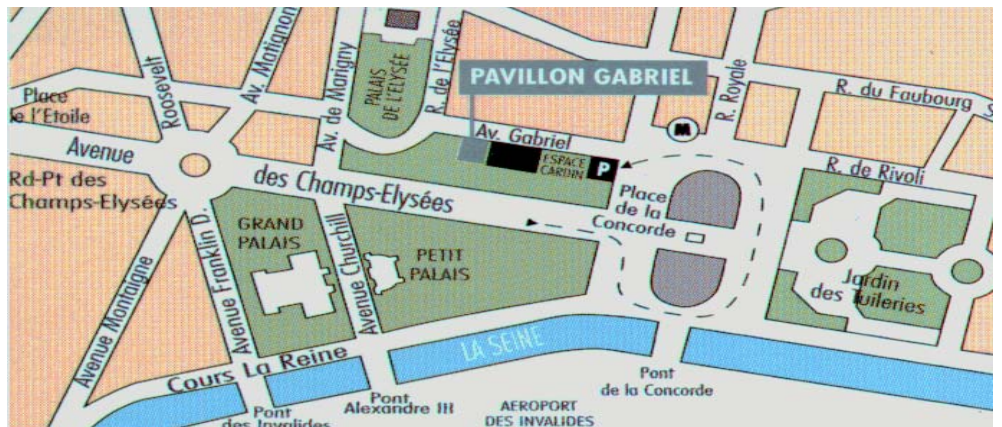 Roosevelt
Av. Matignon
Av. de Marigny
PALAIS
DE L'ELYSÉE
R. de l'Elysée
PAVILLON GABRIEL
R. Royale
R. du Faubourg
S
Place
de l'Etoile
Avenue
des Champs-Elysées
Av. Gabriel
ESPACE
CARDIN
P
M
R. de Rivoli
Rd-Pt des
Champs-Elysées
Place
de la
Concorde
GRAND
PALAIS
Avenue Franklin D.
Avenue Churchill
PETIT
PALAIS
Avenue Montaigne
Jardin
des Tuileries
Cours La Reine
LA SEINE
Pont
des Invalides
Pont
Alexandre III
AEROPORT
DES INVALIDES
Pont
de la Concorde